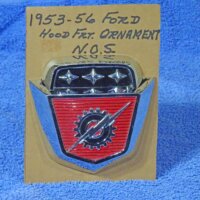 1953-56 FORD
HOOD FRT. ORNAMENT
N.O.S